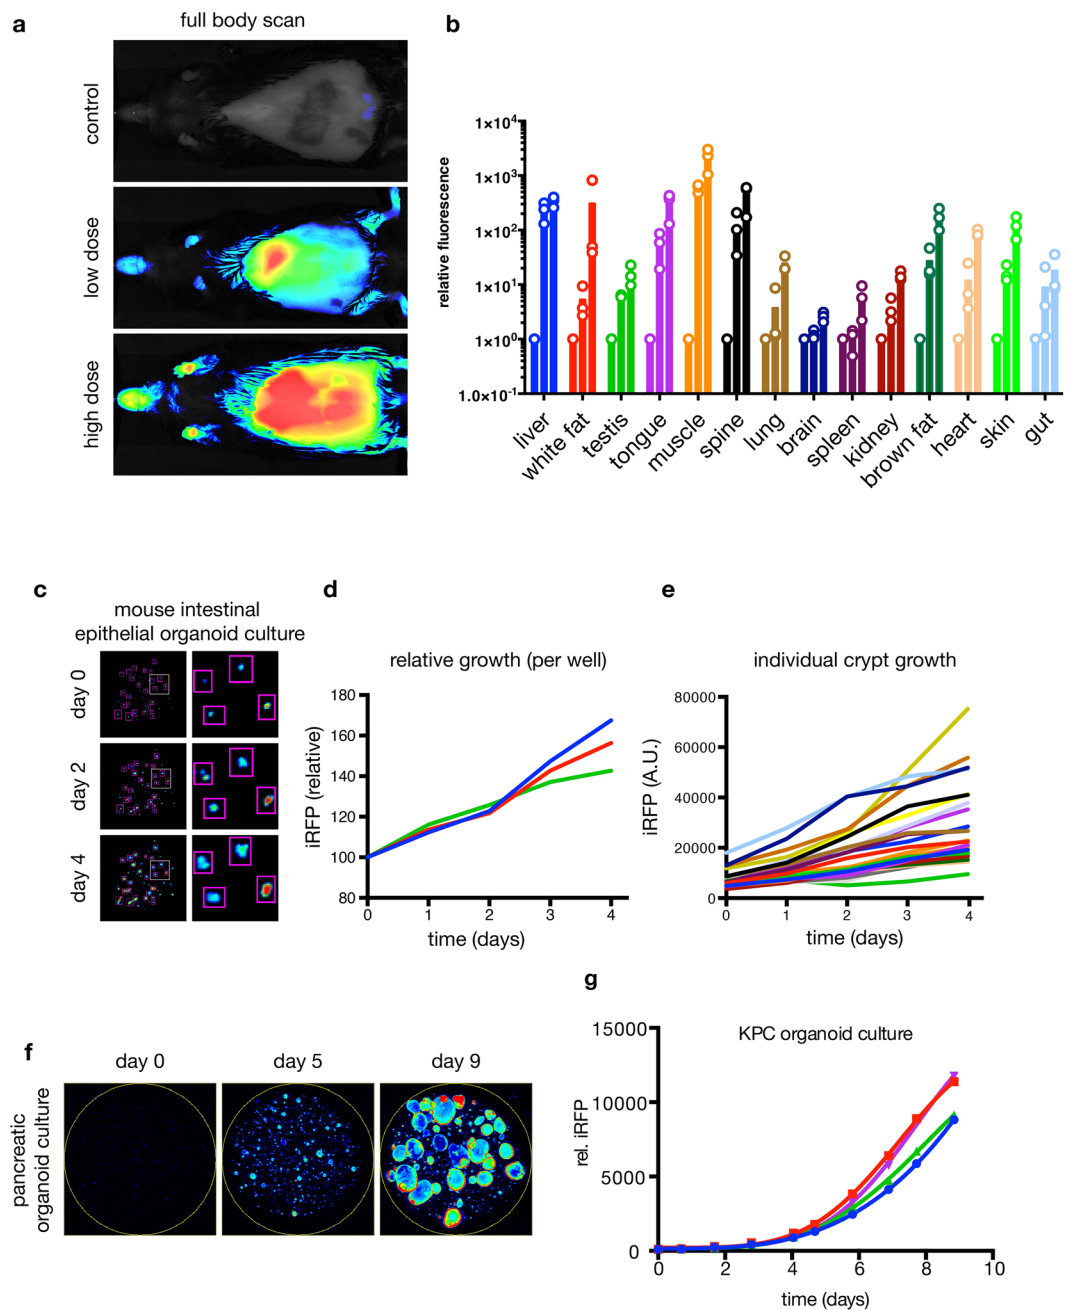 a
full body scan
control
low dose
high dose
b
relative fluorescence
1×10⁴
1×10³
1×10²
1×10¹
1×10⁰
1.0×10⁻¹
liver
white fat
testis
tongue
muscle
spine
lung
brain
spleen
kidney
brown fat
heart
skin
gut
c
mouse intestinal
epithelial organoid culture
day 0
day 2
day 4
d
relative growth (per well)
iRFP (relative)
180
160
140
120
100
80
0 1 2 3 4
time (days)
e
individual crypt growth
iRFP (A.U.)
80000
60000
40000
20000
0
0 1 2 3 4
time (days)
f
day 0 day 5 day 9
pancreatic
organoid culture
g
KPC organoid culture
rel. iRFP
15000
10000
5000
0
0 2 4 6 8 10
time (days)